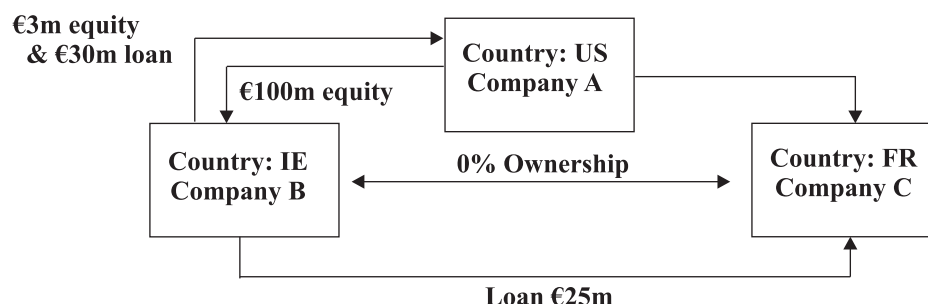 €3m equity
& €30m loan
Country: US
Company A
€100m equity
Country: IE
Company B
0% Ownership
Country: FR
Company C
Loan €25m